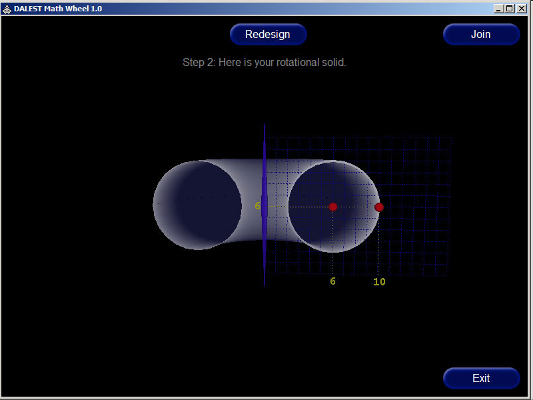 DALEST Math Wheel 1.0
Redesign
Join
Step 2: Here is your rotational solid.
6
6
10
Exit